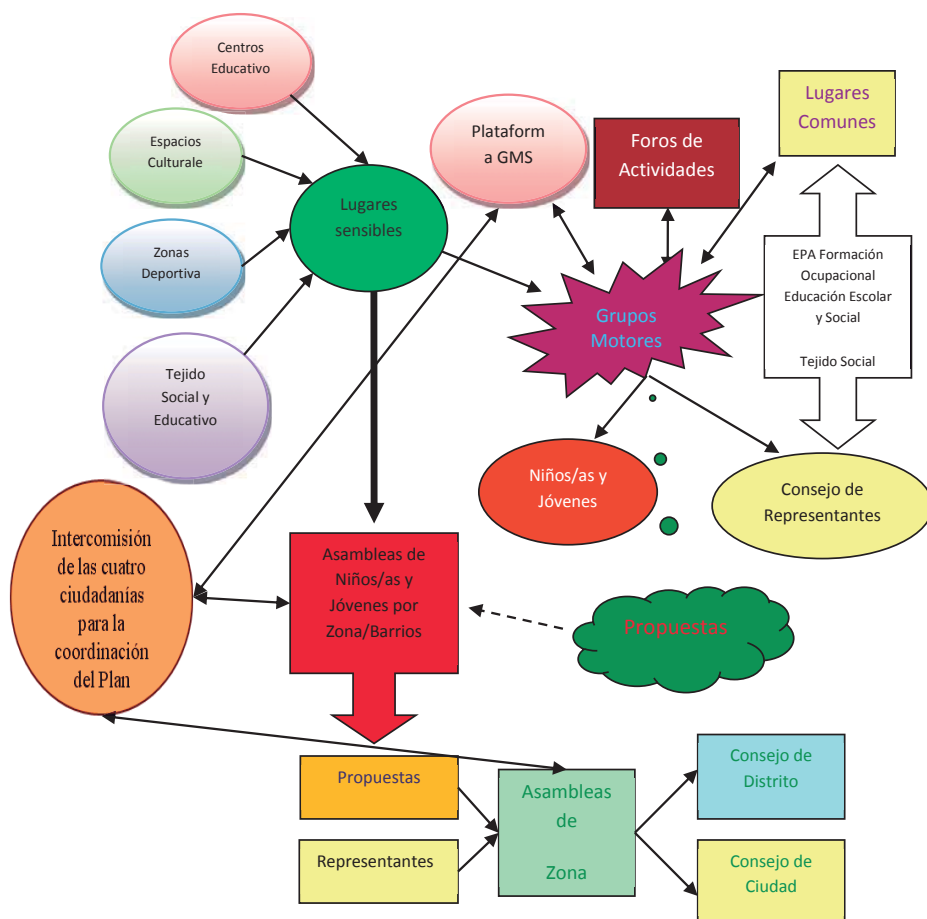 Centros
Educativo
Espacios
Culturale
Zonas
Deportiva
Tejido
Social y
Educativo
Lugares
sensibles
Plataform
a GMS
Foros de
Actividades
Lugares
Comunes
EPA Formación
Ocupacional
Educación Escolar
y Social
Tejido Social
Grupos
Motores
Niños/as y
Jóvenes
Consejo de
Representantes
Intercomisión
de las cuatro
ciudadanías
para la
coordinación
del Plan
Asambleas de
Niños/as y
Jóvenes por
Zona/Barrios
Propuestas
Propuestas
Representantes
Asambleas
de
Zona
Consejo de
Distrito
Consejo de
Ciudad